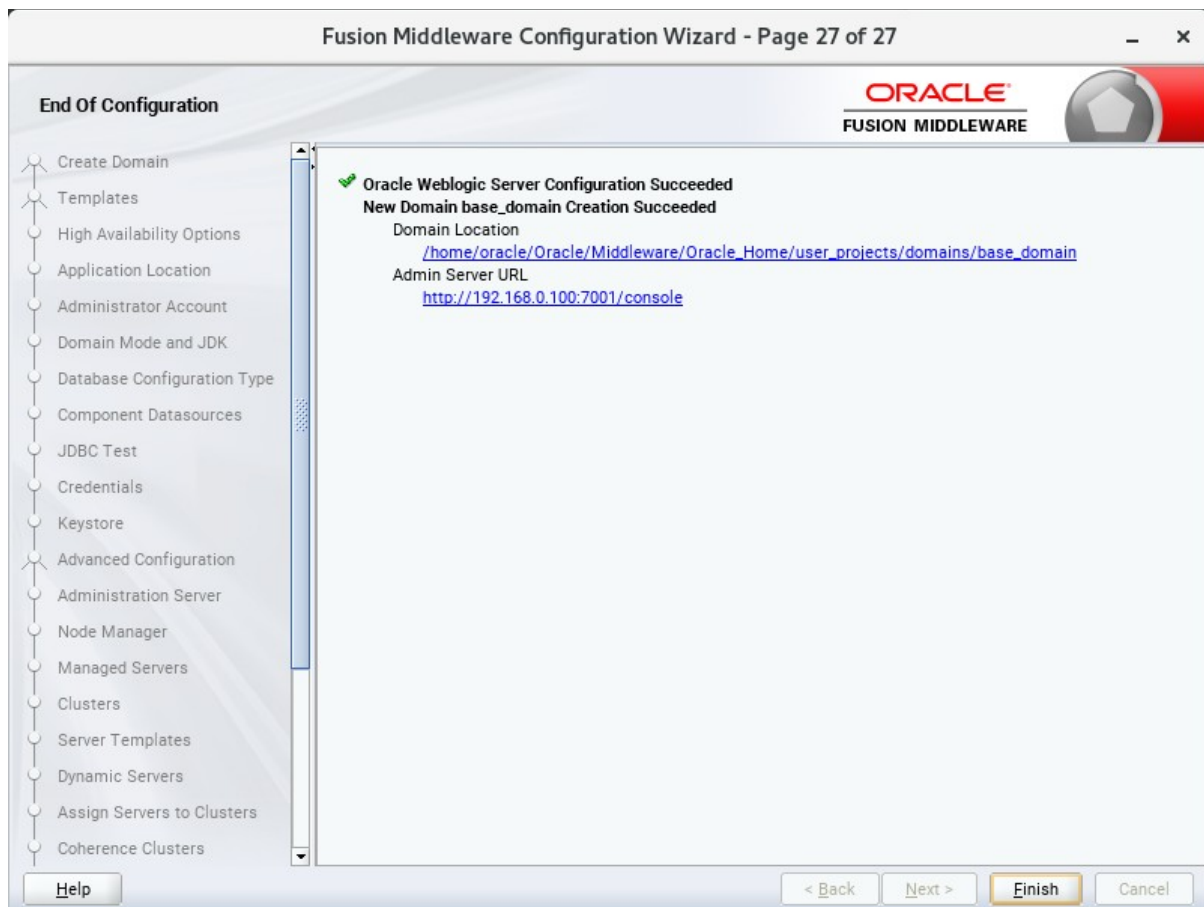 Fusion Middleware Configuration Wizard - Page 27 of 27
End Of Configuration
ORACLE
FUSION MIDDLEWARE
Create Domain
Templates
High Availability Options
Application Location
Administrator Account
Domain Mode and JDK
Database Configuration Type
Component Datasources
JDBC Test
Credentials
Keystore
Advanced Configuration
Administration Server
Node Manager
Managed Servers
Clusters
Server Templates
Dynamic Servers
Assign Servers to Clusters
Coherence Clusters
Oracle Weblogic Server Configuration Succeeded
New Domain base_domain Creation Succeeded
Domain Location
/home/oracle/Oracle/Middleware/Oracle_Home/user_projects/domains/base_domain
Admin Server URL
http://192.168.0.100:7001/console
Help
< Back
Next >
Finish
Cancel